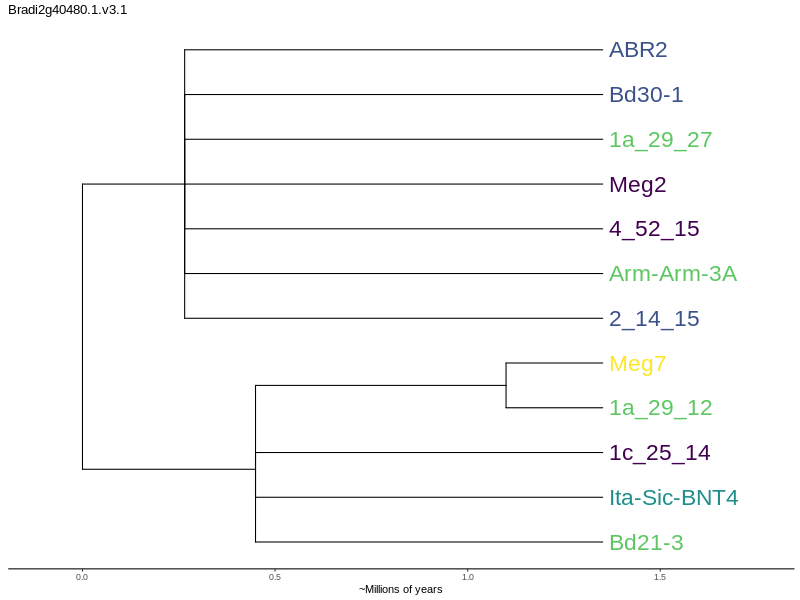 Bradi2g40480.1.v3.1
ABR2
Bd30-1
1a_29_27
Meg2
4_52_15
Arm-Arm-3A
2_14_15
Meg7
1a_29_12
1c_25_14
Ita-Sic-BNT4
Bd21-3
0.0 0.5 1.0 1.5
~Millions of years